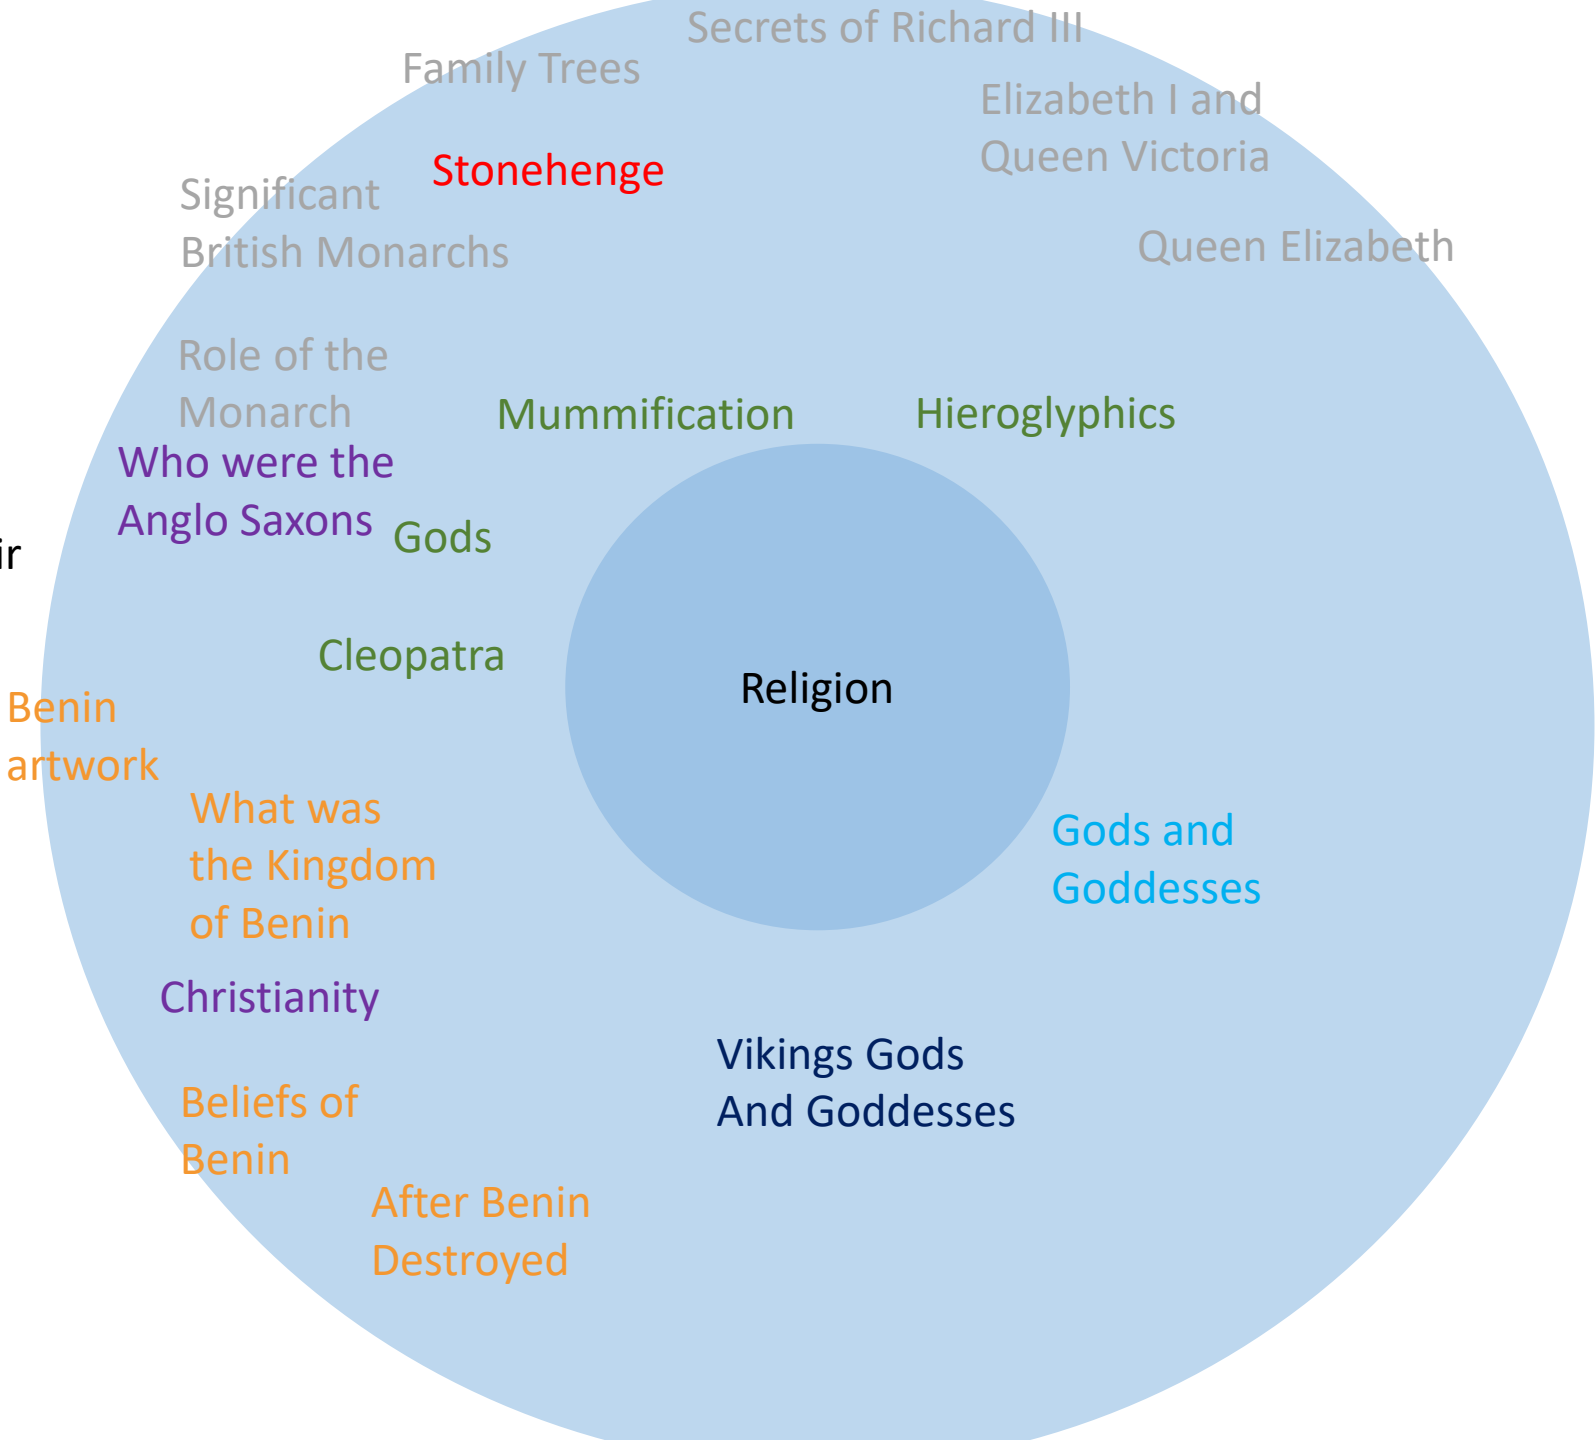 Secrets of Richard III
Family Trees
Elizabeth I and
Queen Victoria
Stonehenge
Significant
British Monarchs
Queen Elizabeth
Role of the
Monarch
Mummification
Hieroglyphics
Who were the
Anglo Saxons
Gods
ir
Cleopatra
Religion
Benin
artwork
What was
the Kingdom
of Benin
Gods and
Goddesses
Christianity
Vikings Gods
And Goddesses
Beliefs of
Benin
After Benin
Destroyed